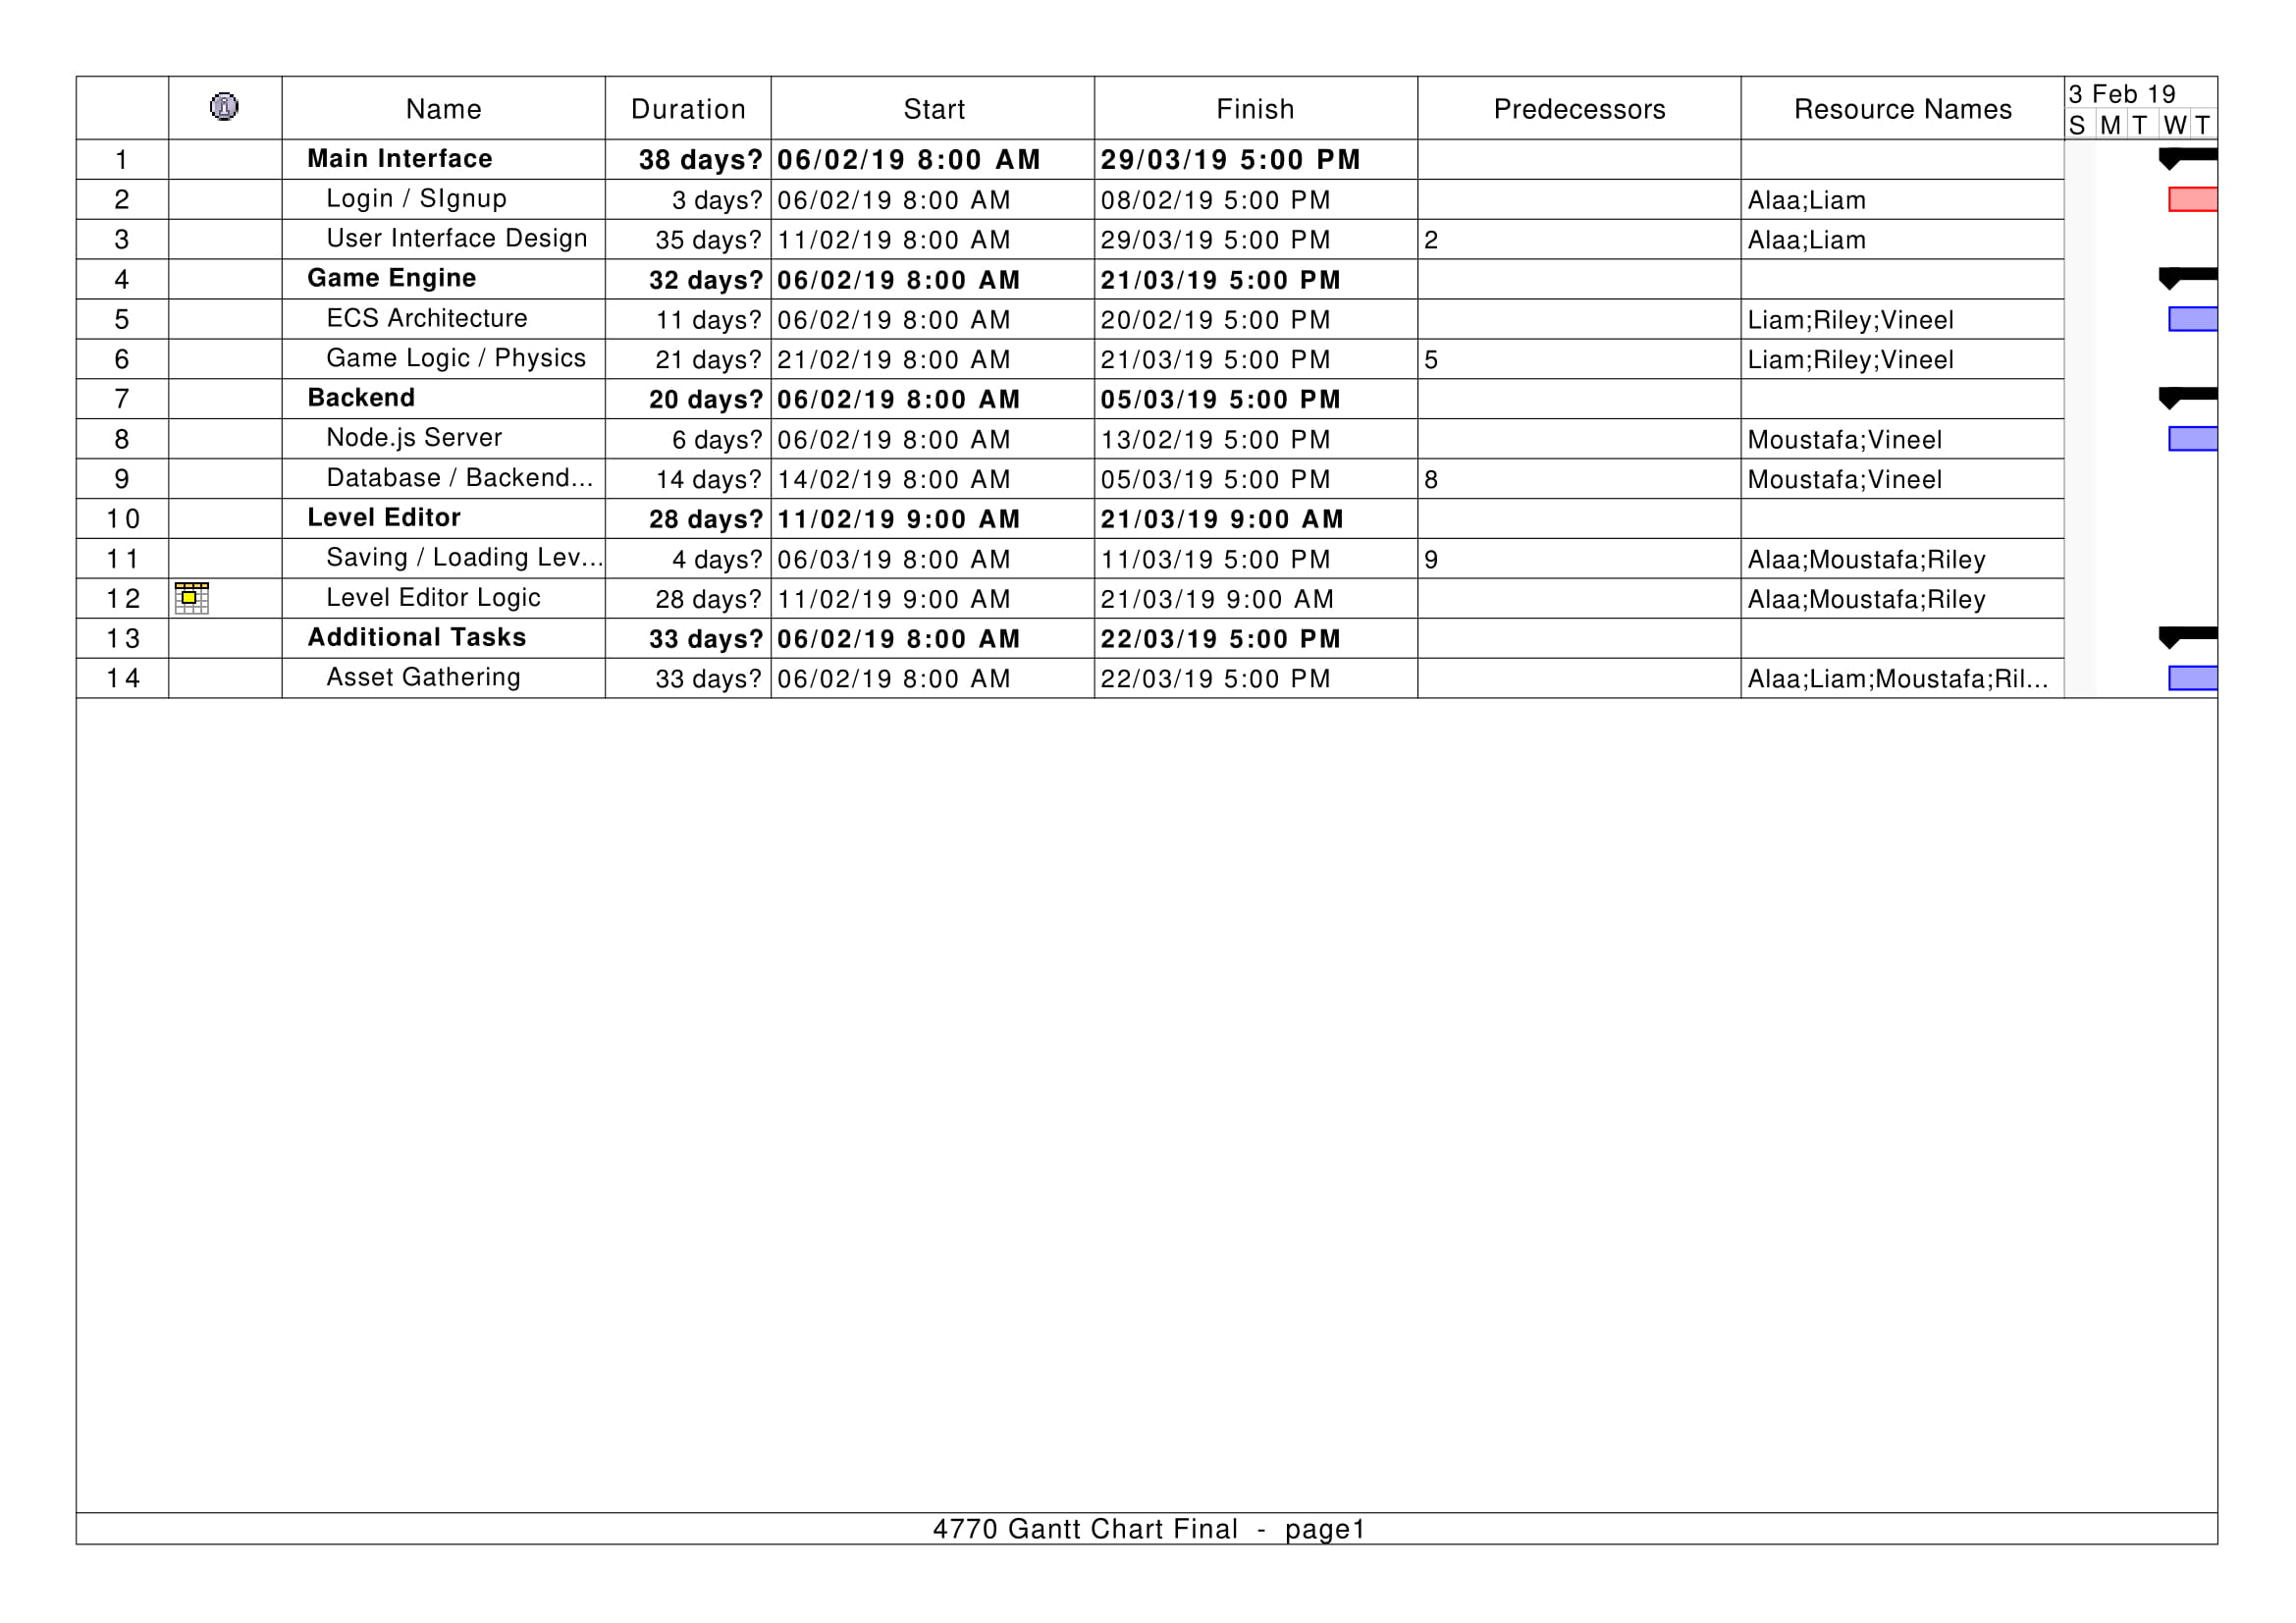 Name Duration Start Finish Predecessors Resource Names 3 Feb 19
S M T W T
1 Main Interface 38 days? 06/02/19 8:00 AM 29/03/19 5:00 PM
2 Login / SIgnup 3 days? 06/02/19 8:00 AM 08/02/19 5:00 PM Alaa;Liam
3 User Interface Design 35 days? 11/02/19 8:00 AM 29/03/19 5:00 PM 2 Alaa;Liam
4 Game Engine 32 days? 06/02/19 8:00 AM 21/03/19 5:00 PM
5 ECS Architecture 11 days? 06/02/19 8:00 AM 20/02/19 5:00 PM Liam;Riley;Vineel
6 Game Logic / Physics 21 days? 21/02/19 8:00 AM 21/03/19 5:00 PM 5 Liam;Riley;Vineel
7 Backend 20 days? 06/02/19 8:00 AM 05/03/19 5:00 PM
8 Node.js Server 6 days? 06/02/19 8:00 AM 13/02/19 5:00 PM Moustafa;Vineel
9 Database / Backend... 14 days? 14/02/19 8:00 AM 05/03/19 5:00 PM 8 Moustafa;Vineel
10 Level Editor 28 days? 11/02/19 9:00 AM 21/03/19 9:00 AM
11 Saving / Loading Lev... 4 days? 06/03/19 8:00 AM 11/03/19 5:00 PM 9 Alaa;Moustafa;Riley
12 Level Editor Logic 28 days? 11/02/19 9:00 AM 21/03/19 9:00 AM Alaa;Moustafa;Riley
13 Additional Tasks 33 days? 06/02/19 8:00 AM 22/03/19 5:00 PM
14 Asset Gathering 33 days? 06/02/19 8:00 AM 22/03/19 5:00 PM Alaa;Liam;Moustafa;Ril...
4770 Gantt Chart Final - page1